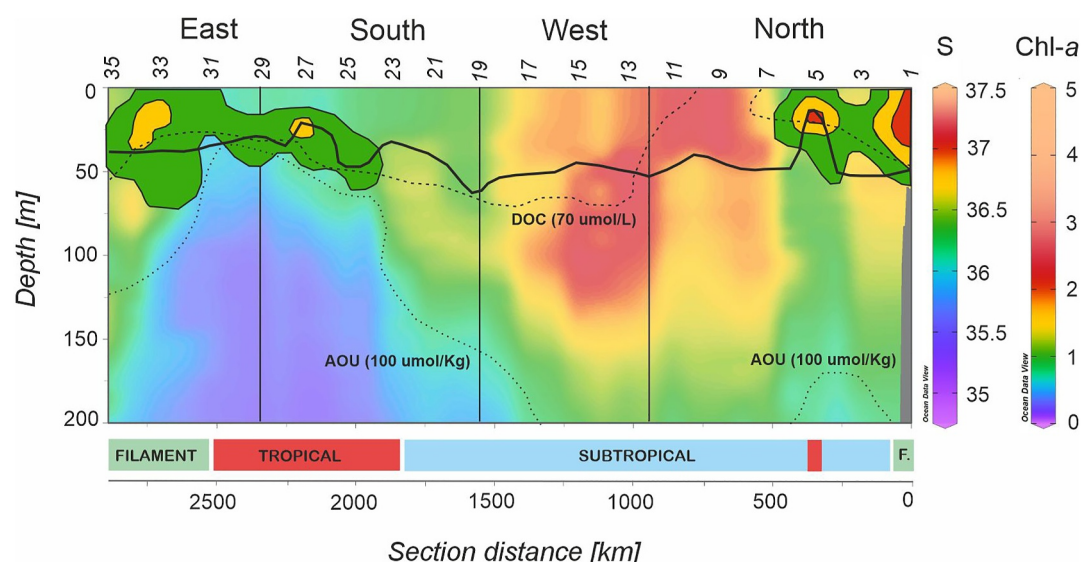 East South West North
S Chl-a
35 33 31 29 27 25 23 21 19 17 15 13 11 9 7 5 3 1
0
50
100
150
200
Depth [m]
DOC (70 umol/L)
AOU (100 umol/Kg)
AOU (100 umol/Kg)
37.5
37
36.5
36
35.5
35
Ocean Data View
5
4
3
2
1
0
Ocean Data View
FILAMENT TROPICAL SUBTROPICAL F.
2500 2000 1500 1000 500 0
Section distance [km]